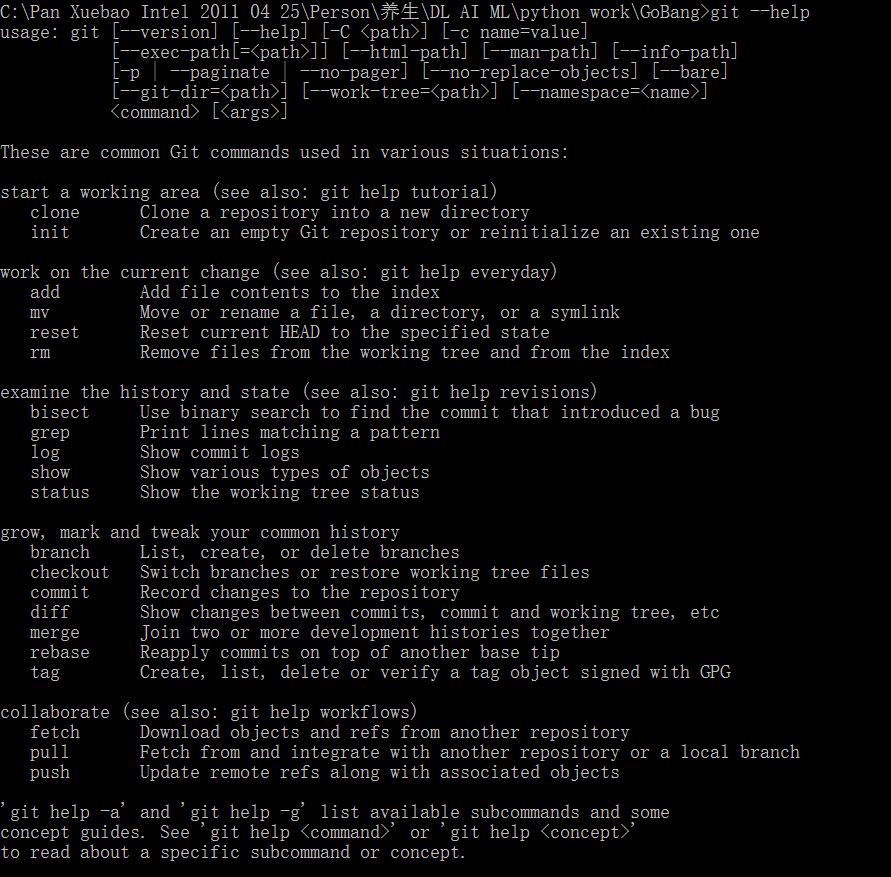 C:\Pan Xuebao Intel 2011 04 25\Person\养生\DL AI ML\python work\GoBang>git --help
usage: git [--version] [--help] [-C <path>] [-c name=value]
           [--exec-path[=<path>]] [--html-path] [--man-path] [--info-path]
           [-p | --paginate | --no-pager] [--no-replace-objects] [--bare]
           [--git-dir=<path>] [--work-tree=<path>] [--namespace=<name>]
           <command> [<args>]

These are common Git commands used in various situations:

start a working area (see also: git help tutorial)
   clone      Clone a repository into a new directory
   init       Create an empty Git repository or reinitialize an existing one

work on the current change (see also: git help everyday)
   add        Add file contents to the index
   mv         Move or rename a file, a directory, or a symlink
   reset      Reset current HEAD to the specified state
   rm         Remove files from the working tree and from the index

examine the history and state (see also: git help revisions)
   bisect     Use binary search to find the commit that introduced a bug
   grep       Print lines matching a pattern
   log        Show commit logs
   show       Show various types of objects
   status     Show the working tree status

grow, mark and tweak your common history
   branch     List, create, or delete branches
   checkout   Switch branches or restore working tree files
   commit     Record changes to the repository
   diff       Show changes between commits, commit and working tree, etc
   merge      Join two or more development histories together
   rebase     Reapply commits on top of another base tip
   tag        Create, list, delete or verify a tag object signed with GPG

collaborate (see also: git help workflows)
   fetch      Download objects and refs from another repository
   pull       Fetch from and integrate with another repository or a local branch
   push       Update remote refs along with associated objects

'git help -a' and 'git help -g' list available subcommands and some
concept guides. See 'git help <command>' or 'git help <concept>'
to read about a specific subcommand or concept.